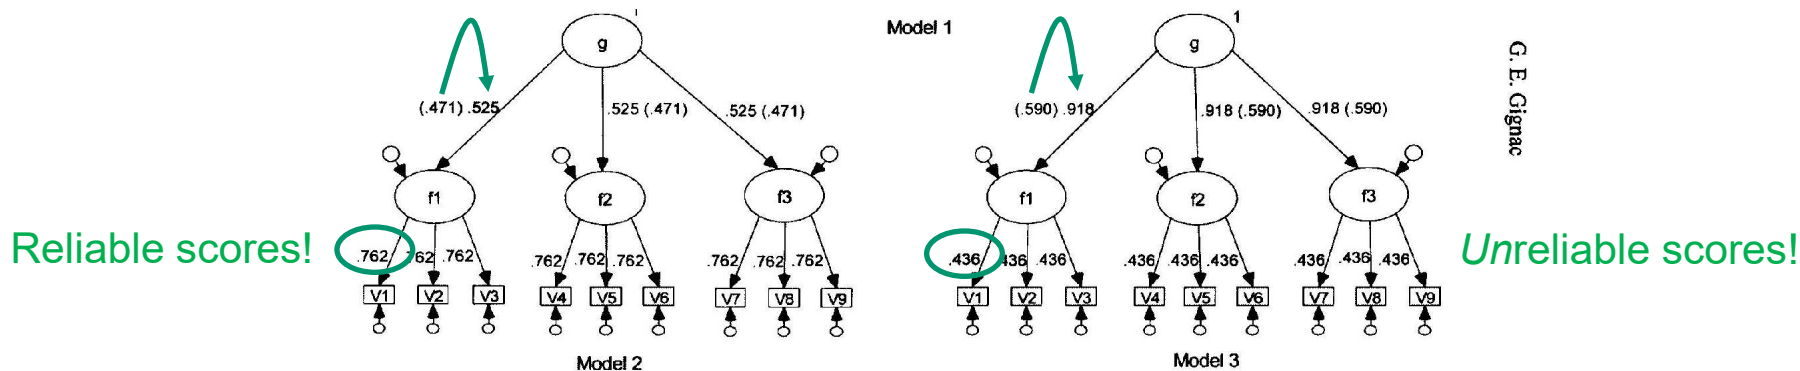 g
(.471) .525
.525 (.471)
.525 (.471)
f1
f2
f3
Reliable scores!
.762
.762
.762
.762
.762
.762
.762
.762
.762
V1
V2
V3
V4
V5
V6
V7
V8
V9
Model 2
Model 1
1
g
(.590) .918
.918 (.590)
.918 (.590)
f1
f2
f3
.436
.436
.436
.436
.436
.436
.436
.436
.436
V1
V2
V3
V4
V5
V6
V7
V8
V9
Model 3
G. E. Gignac
Unreliable scores!